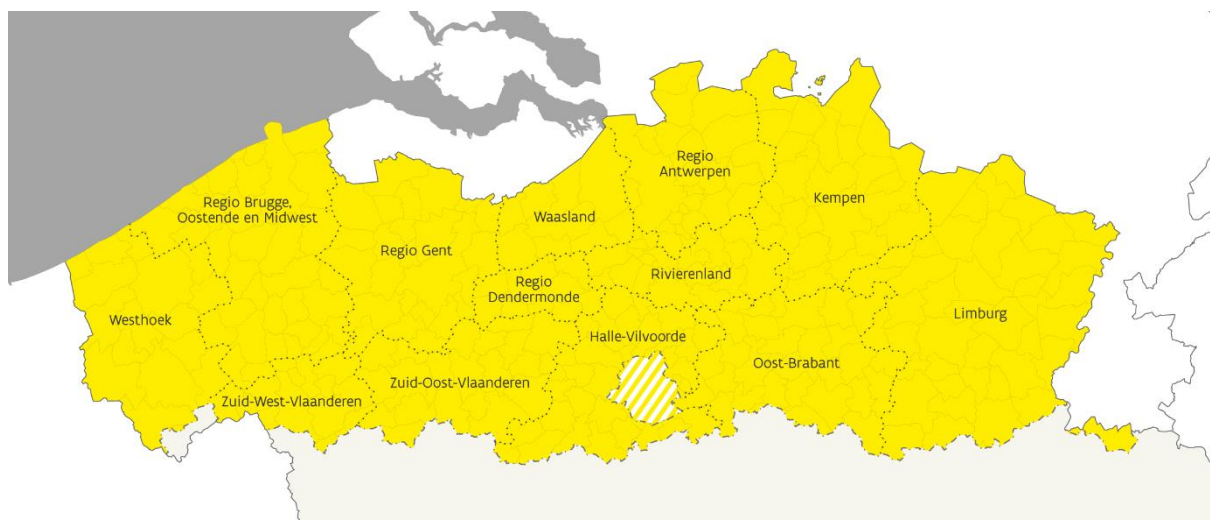 Regio
Antwerpen
Kempen
Regio Brugge,
Oostende en Midwest
Waasland
Regio Gent
Rivierenland
Regio
Dendermonde
Westhoek
Limburg
Halle-Vilvoorde
Oost-Brabant
Zuid-Oost-Vlaanderen
Zuid-West-Vlaanderen